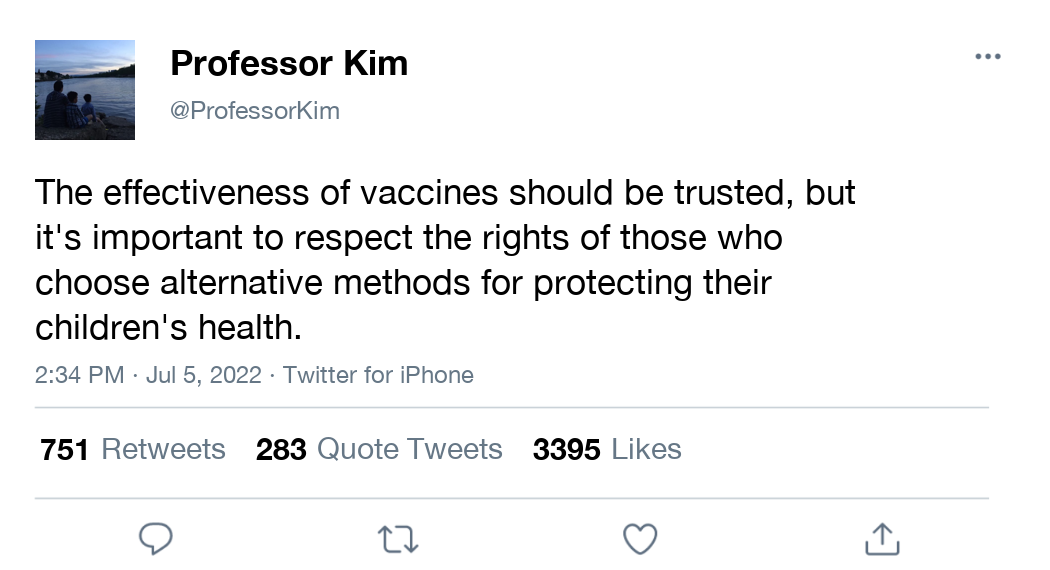 Professor Kim
@ProfessorKim
The effectiveness of vaccines should be trusted, but
it's important to respect the rights of those who
choose alternative methods for protecting their
children's health.
2:34 PM · Jul 5, 2022 · Twitter for iPhone
751 Retweets 283 Quote Tweets 3395 Likes